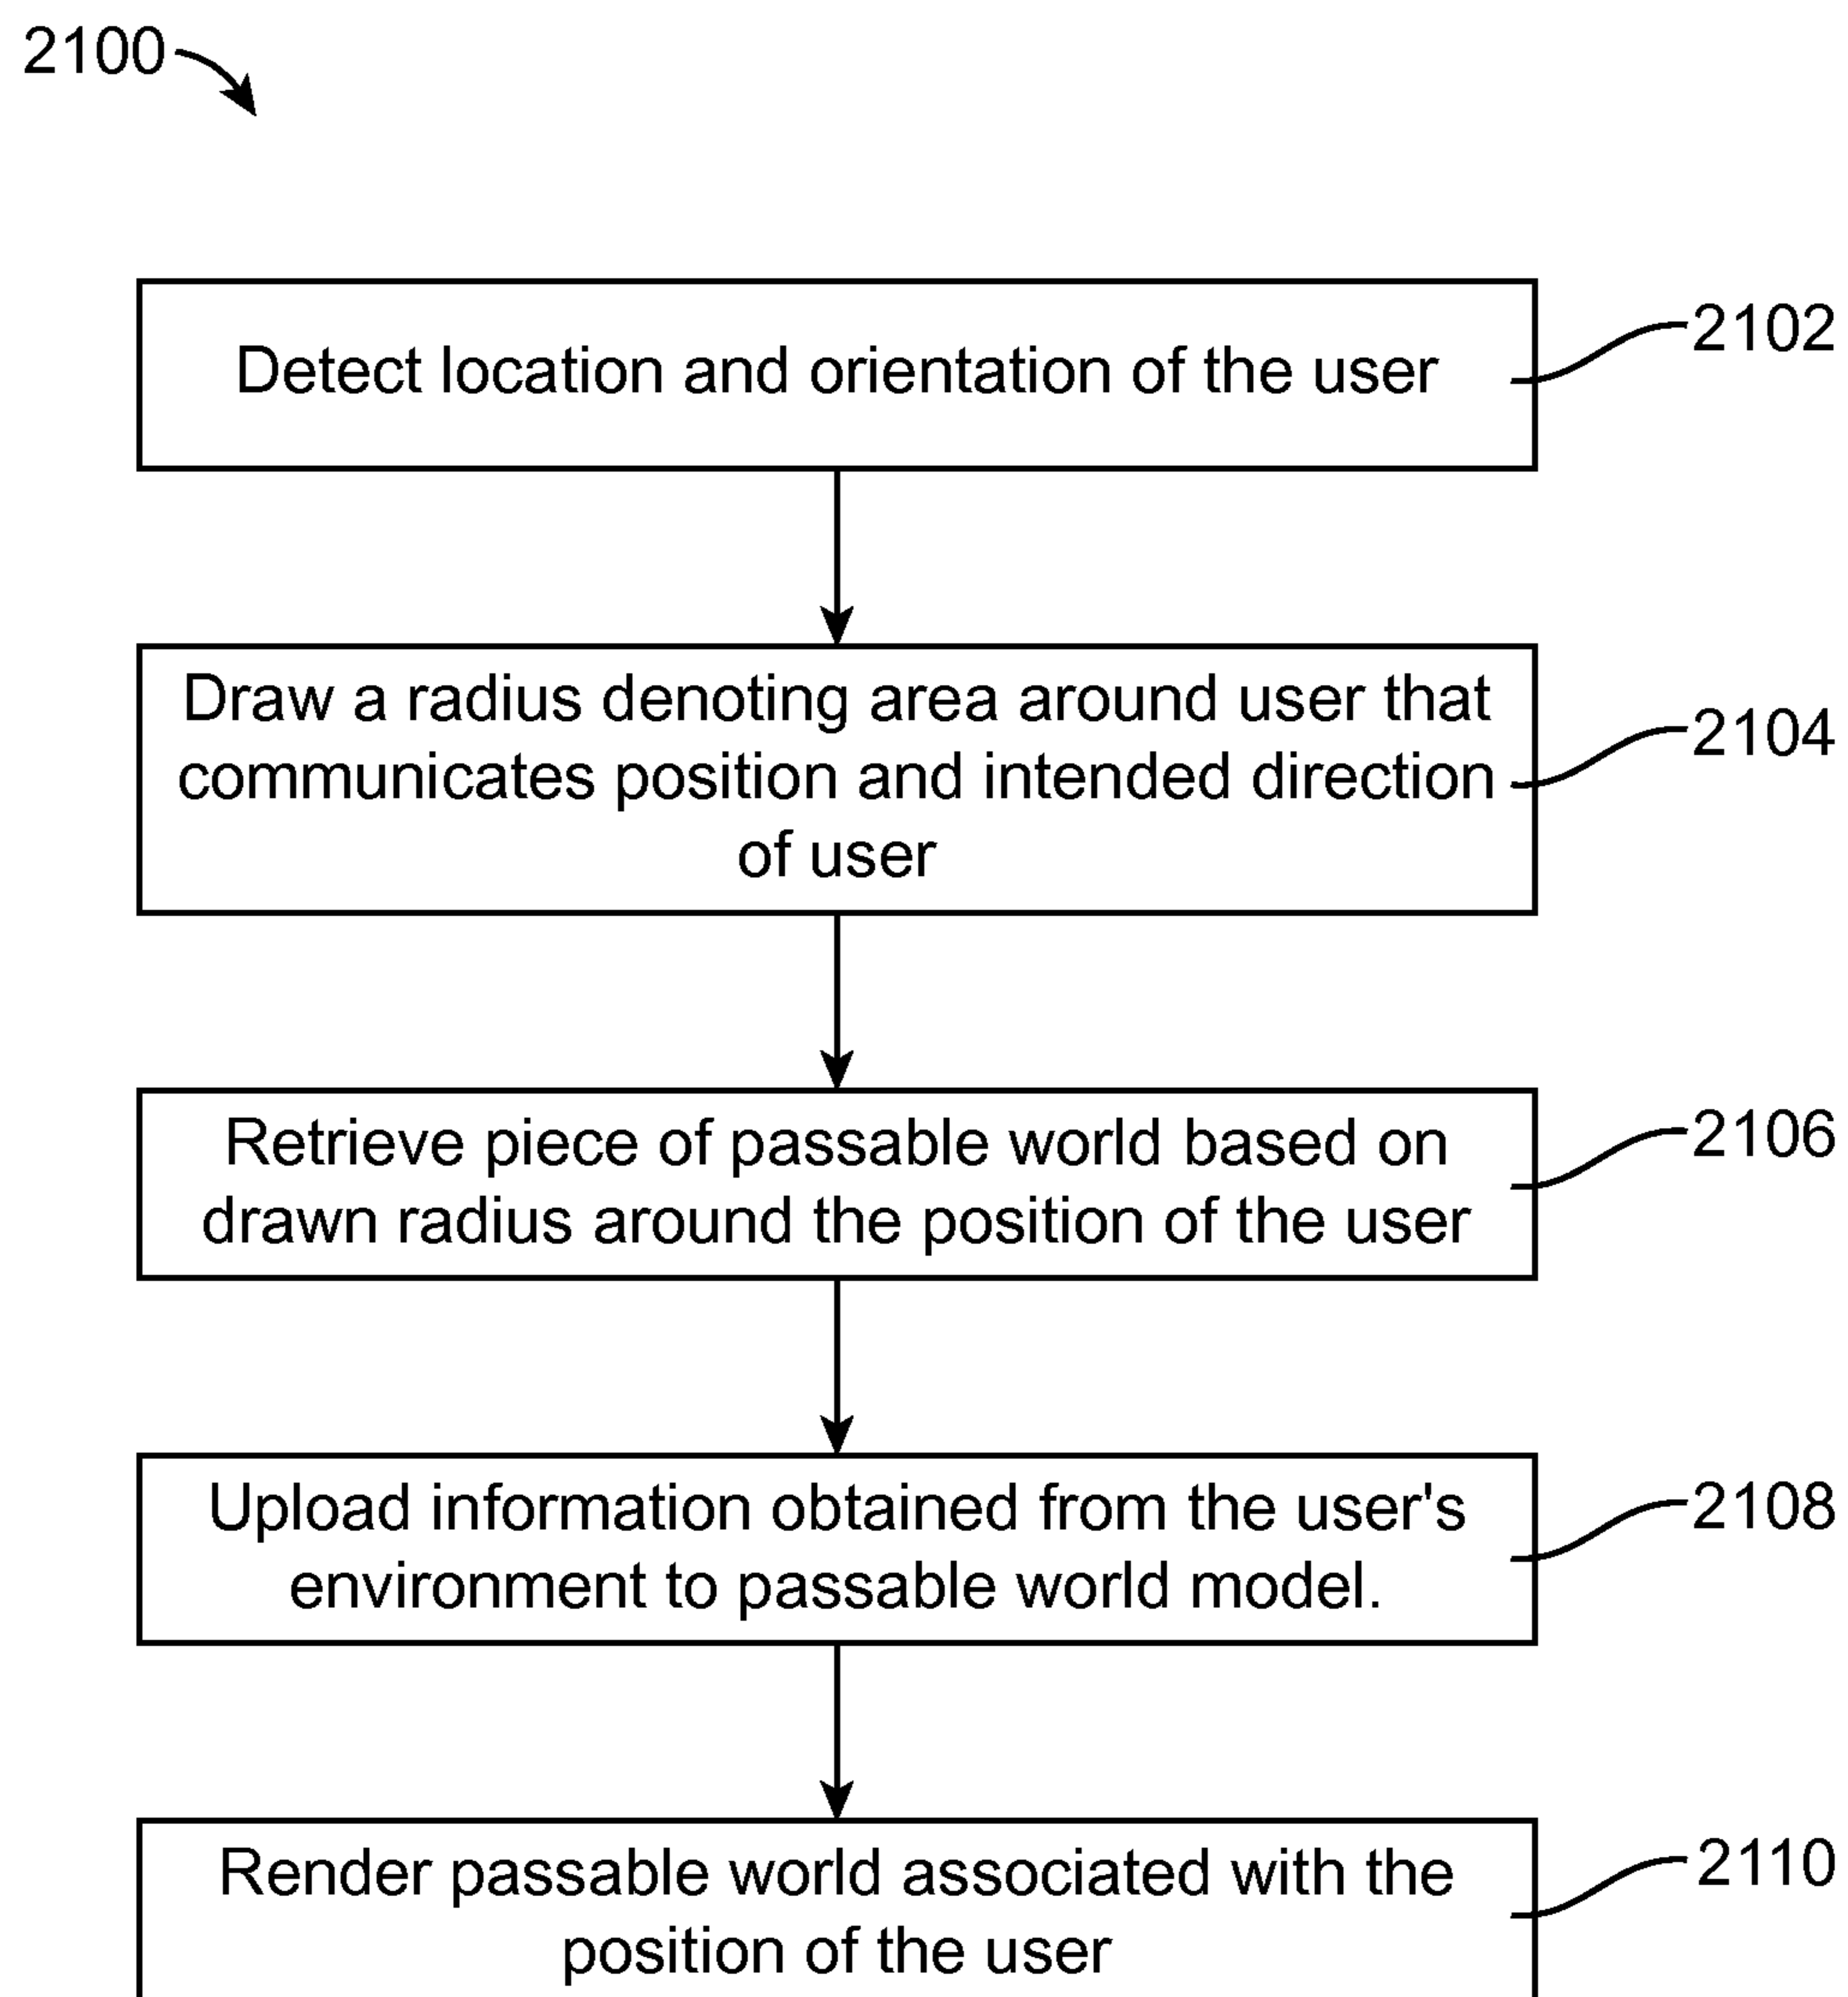 2100
Detect location and orientation of the user
2102
Draw a radius denoting area around user that
communicates position and intended direction
of user
2104
Retrieve piece of passable world based on
drawn radius around the position of the user
2106
Upload information obtained from the user's
environment to passable world model.
2108
Render passable world associated with the
position of the user
2110